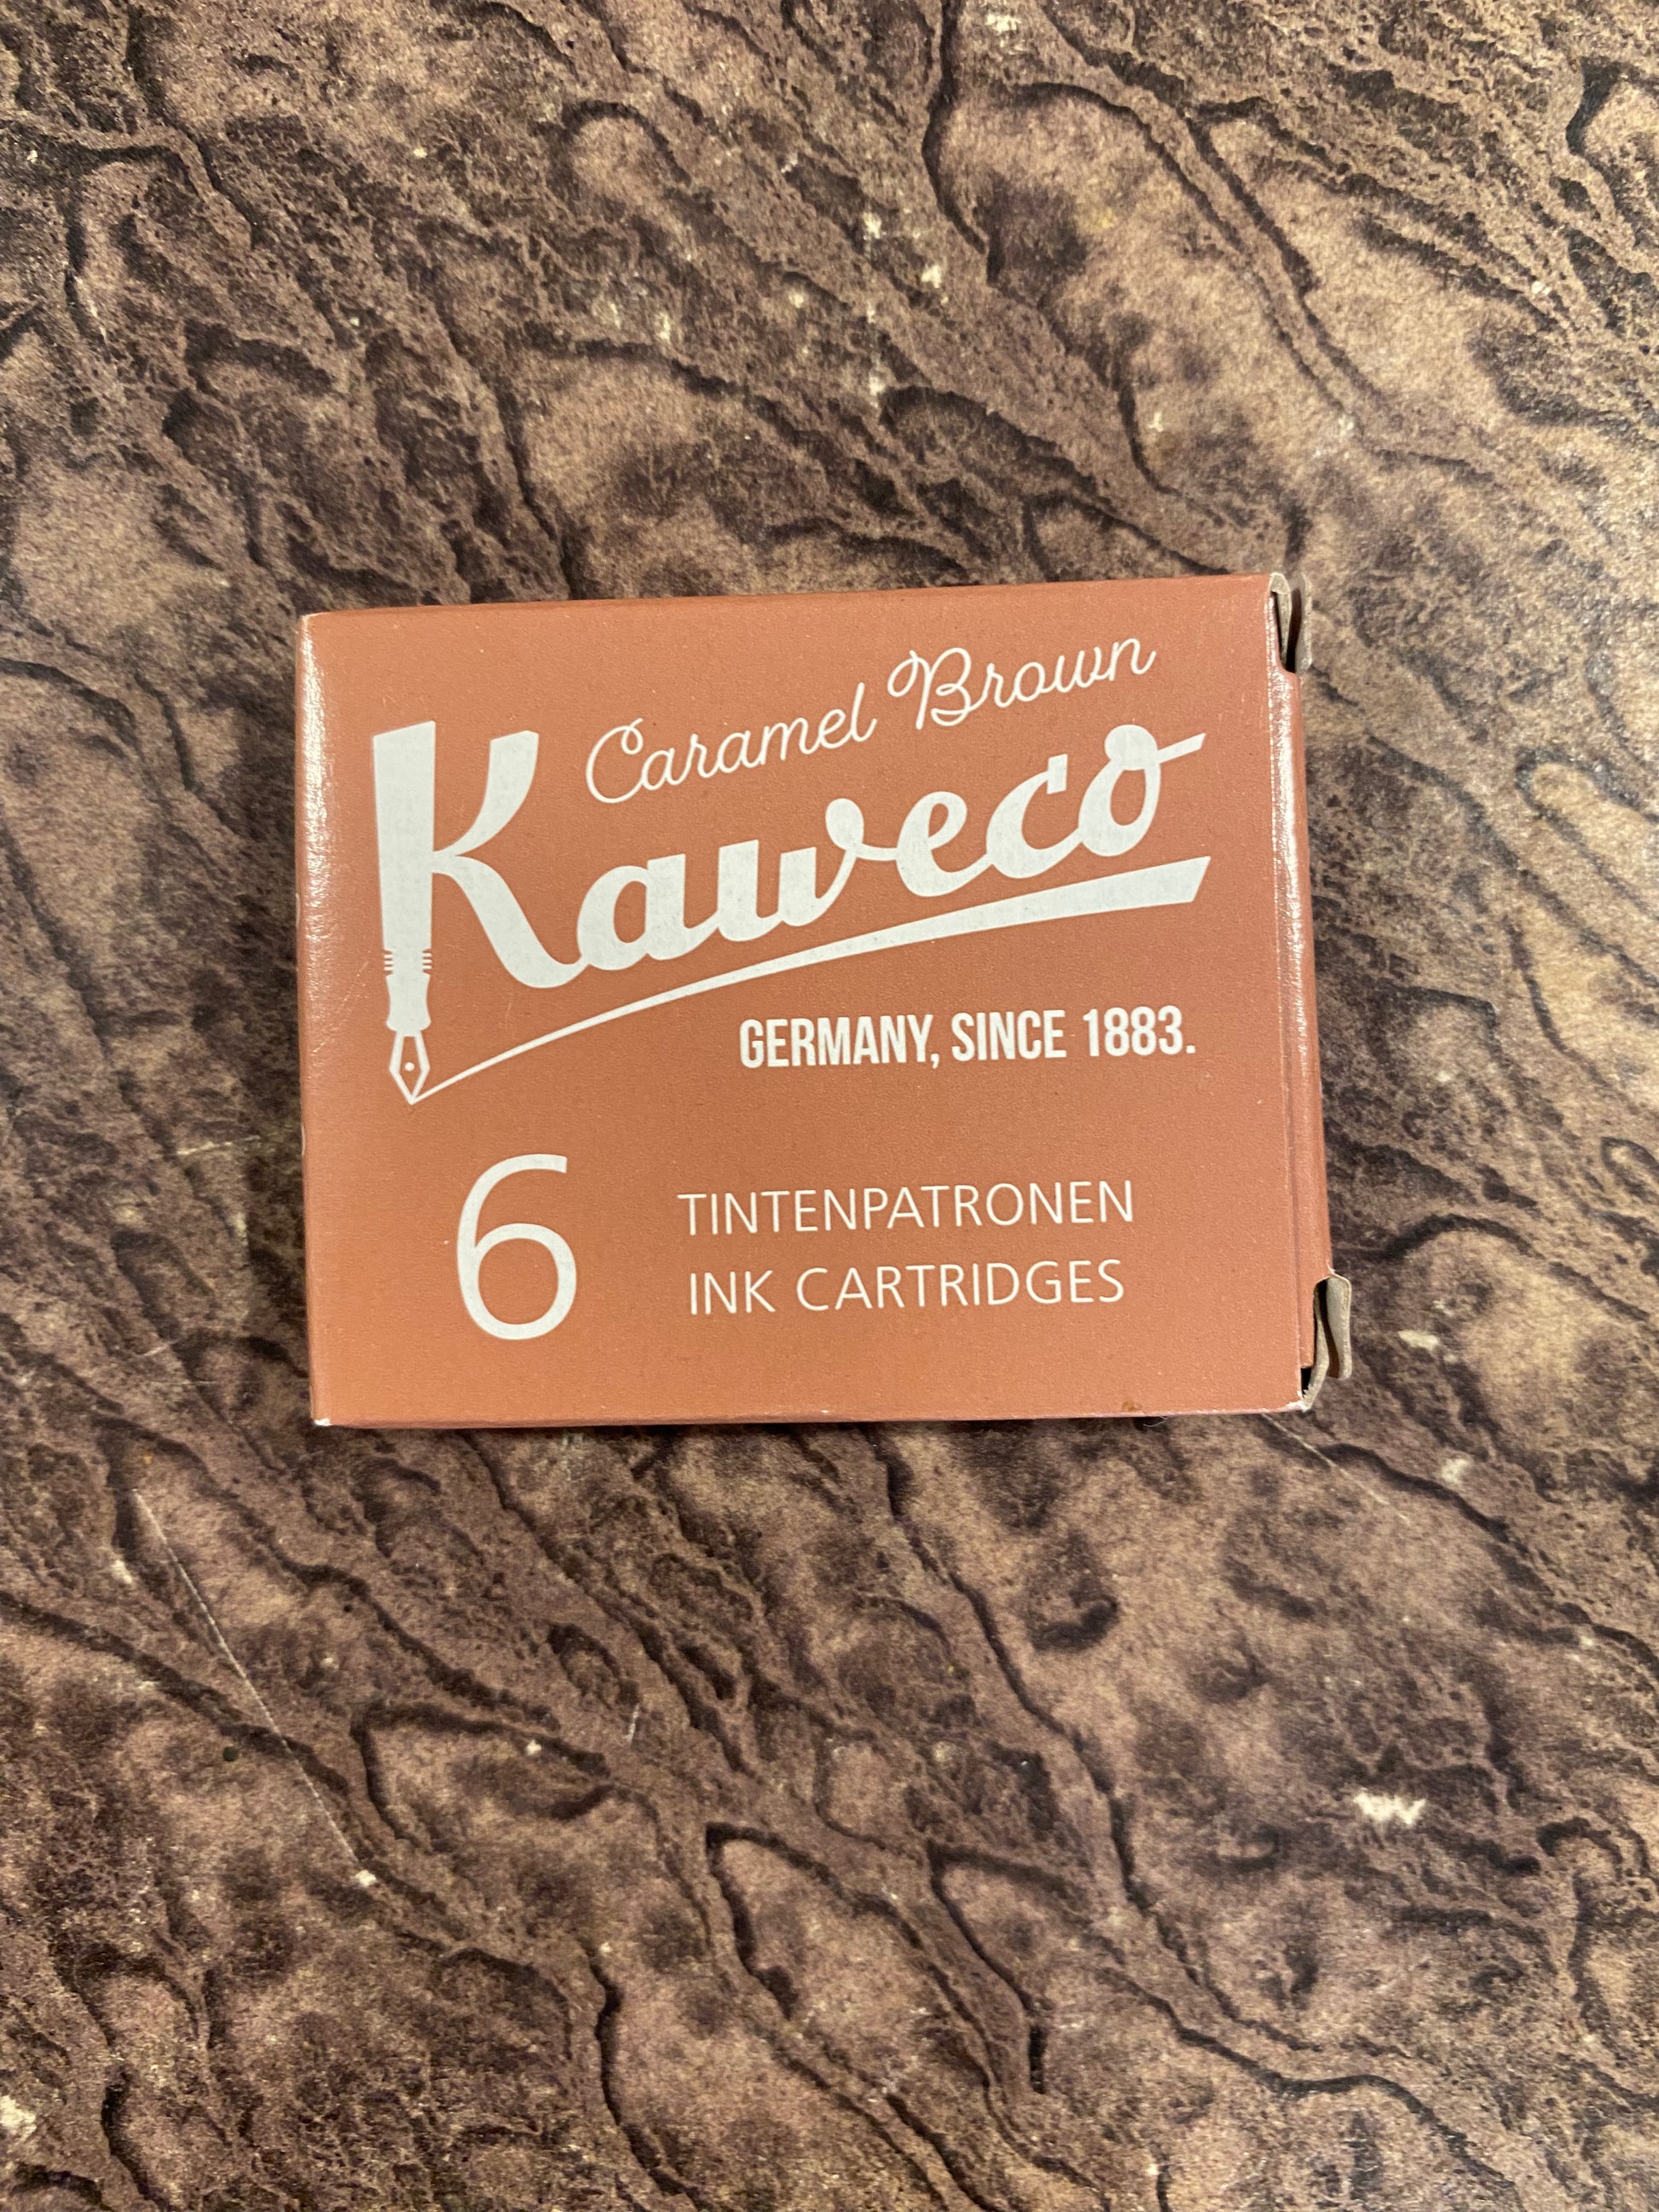 Caramel Brown
Kaweco
GERMANY, SINCE 1883.
6 TINTENPATRONEN
INK CARTRIDGES